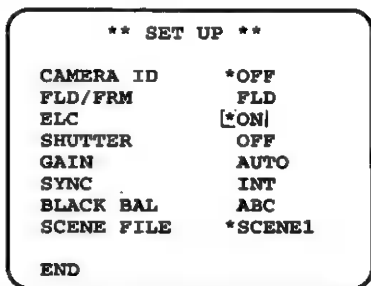 ** SET UP **
CAMERA ID *OFF
FLD/FRM FLD
ELC *ON
SHUTTER OFF
GAIN AUTO
SYNC INT
BLACK BAL ABC
SCENE FILE *SCENE1
END